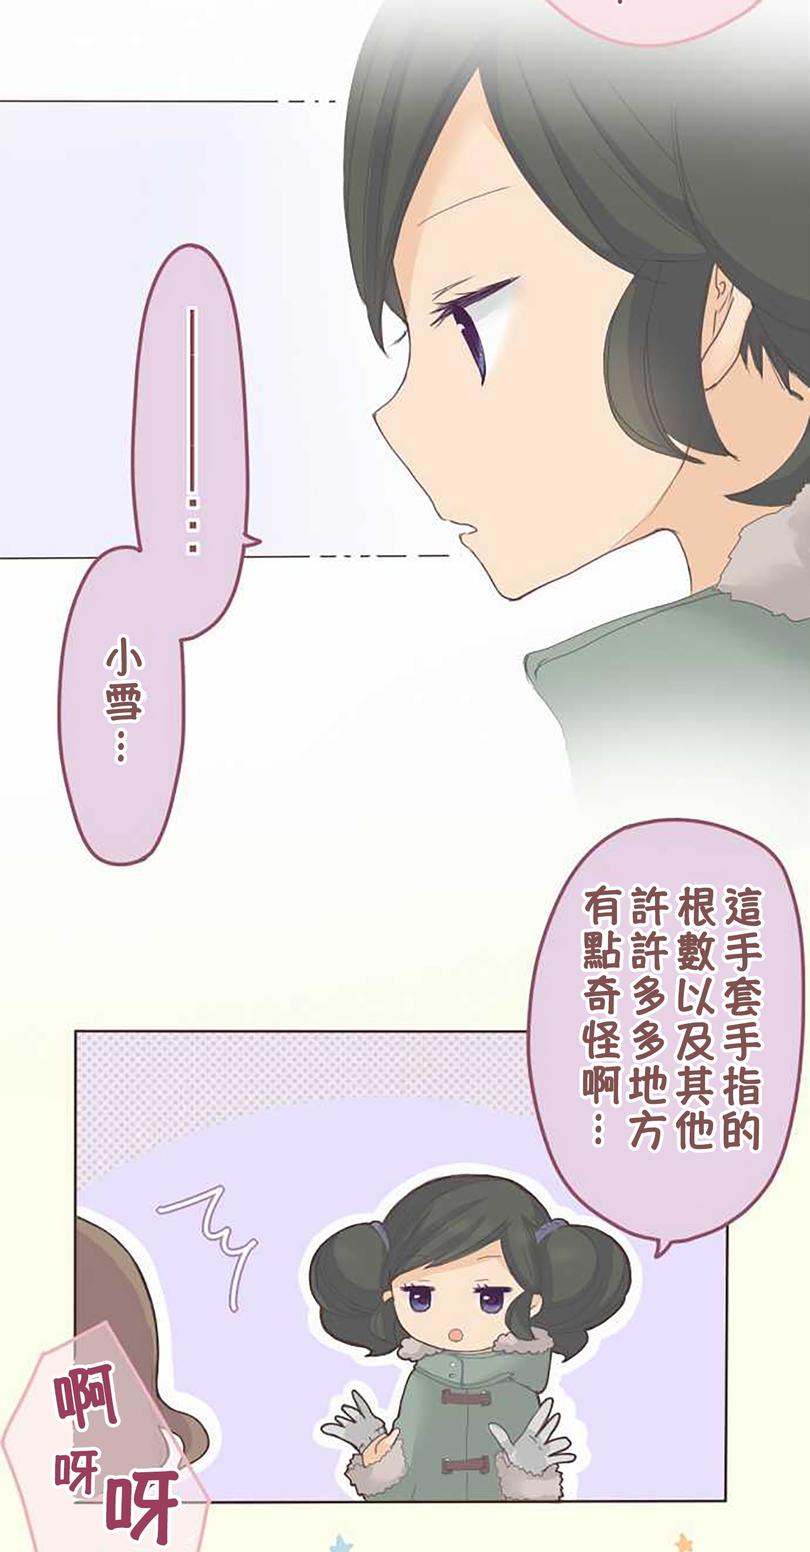 ——…
小雪…
這手套手指的
根數以及其他
許許多多地方
有點奇怪啊…
啊
呀
呀